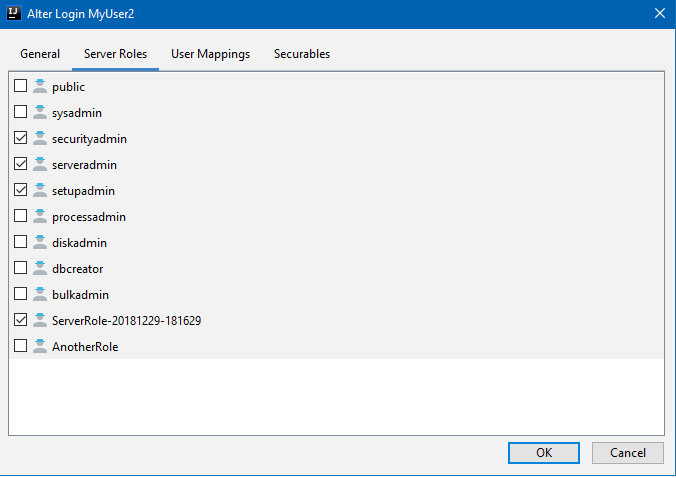 IJ Alter Login MyUser2
General Server Roles User Mappings Securables
public
sysadmin
securityadmin
serveradmin
setupadmin
processadmin
diskadmin
dbcreator
bulkadmin
ServerRole-20181229-181629
AnotherRole
OK Cancel